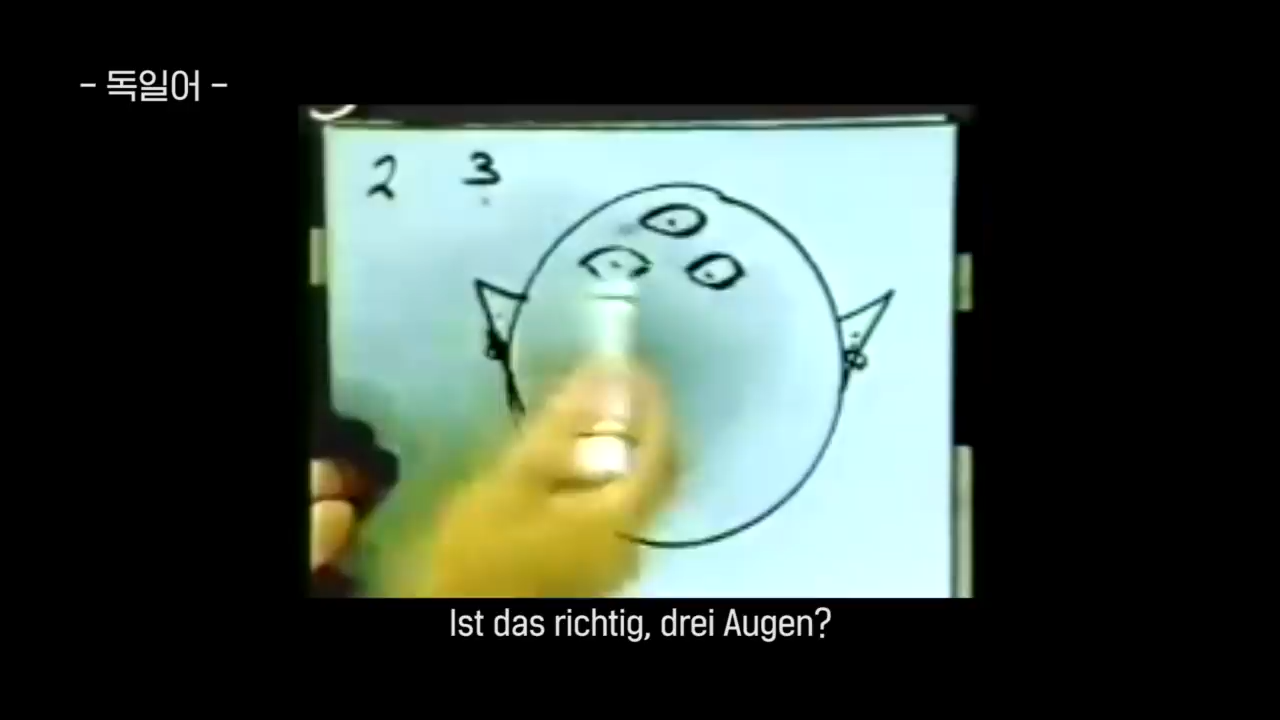 - 독일어 -
2 3
Ist das richtig, drei Augen?